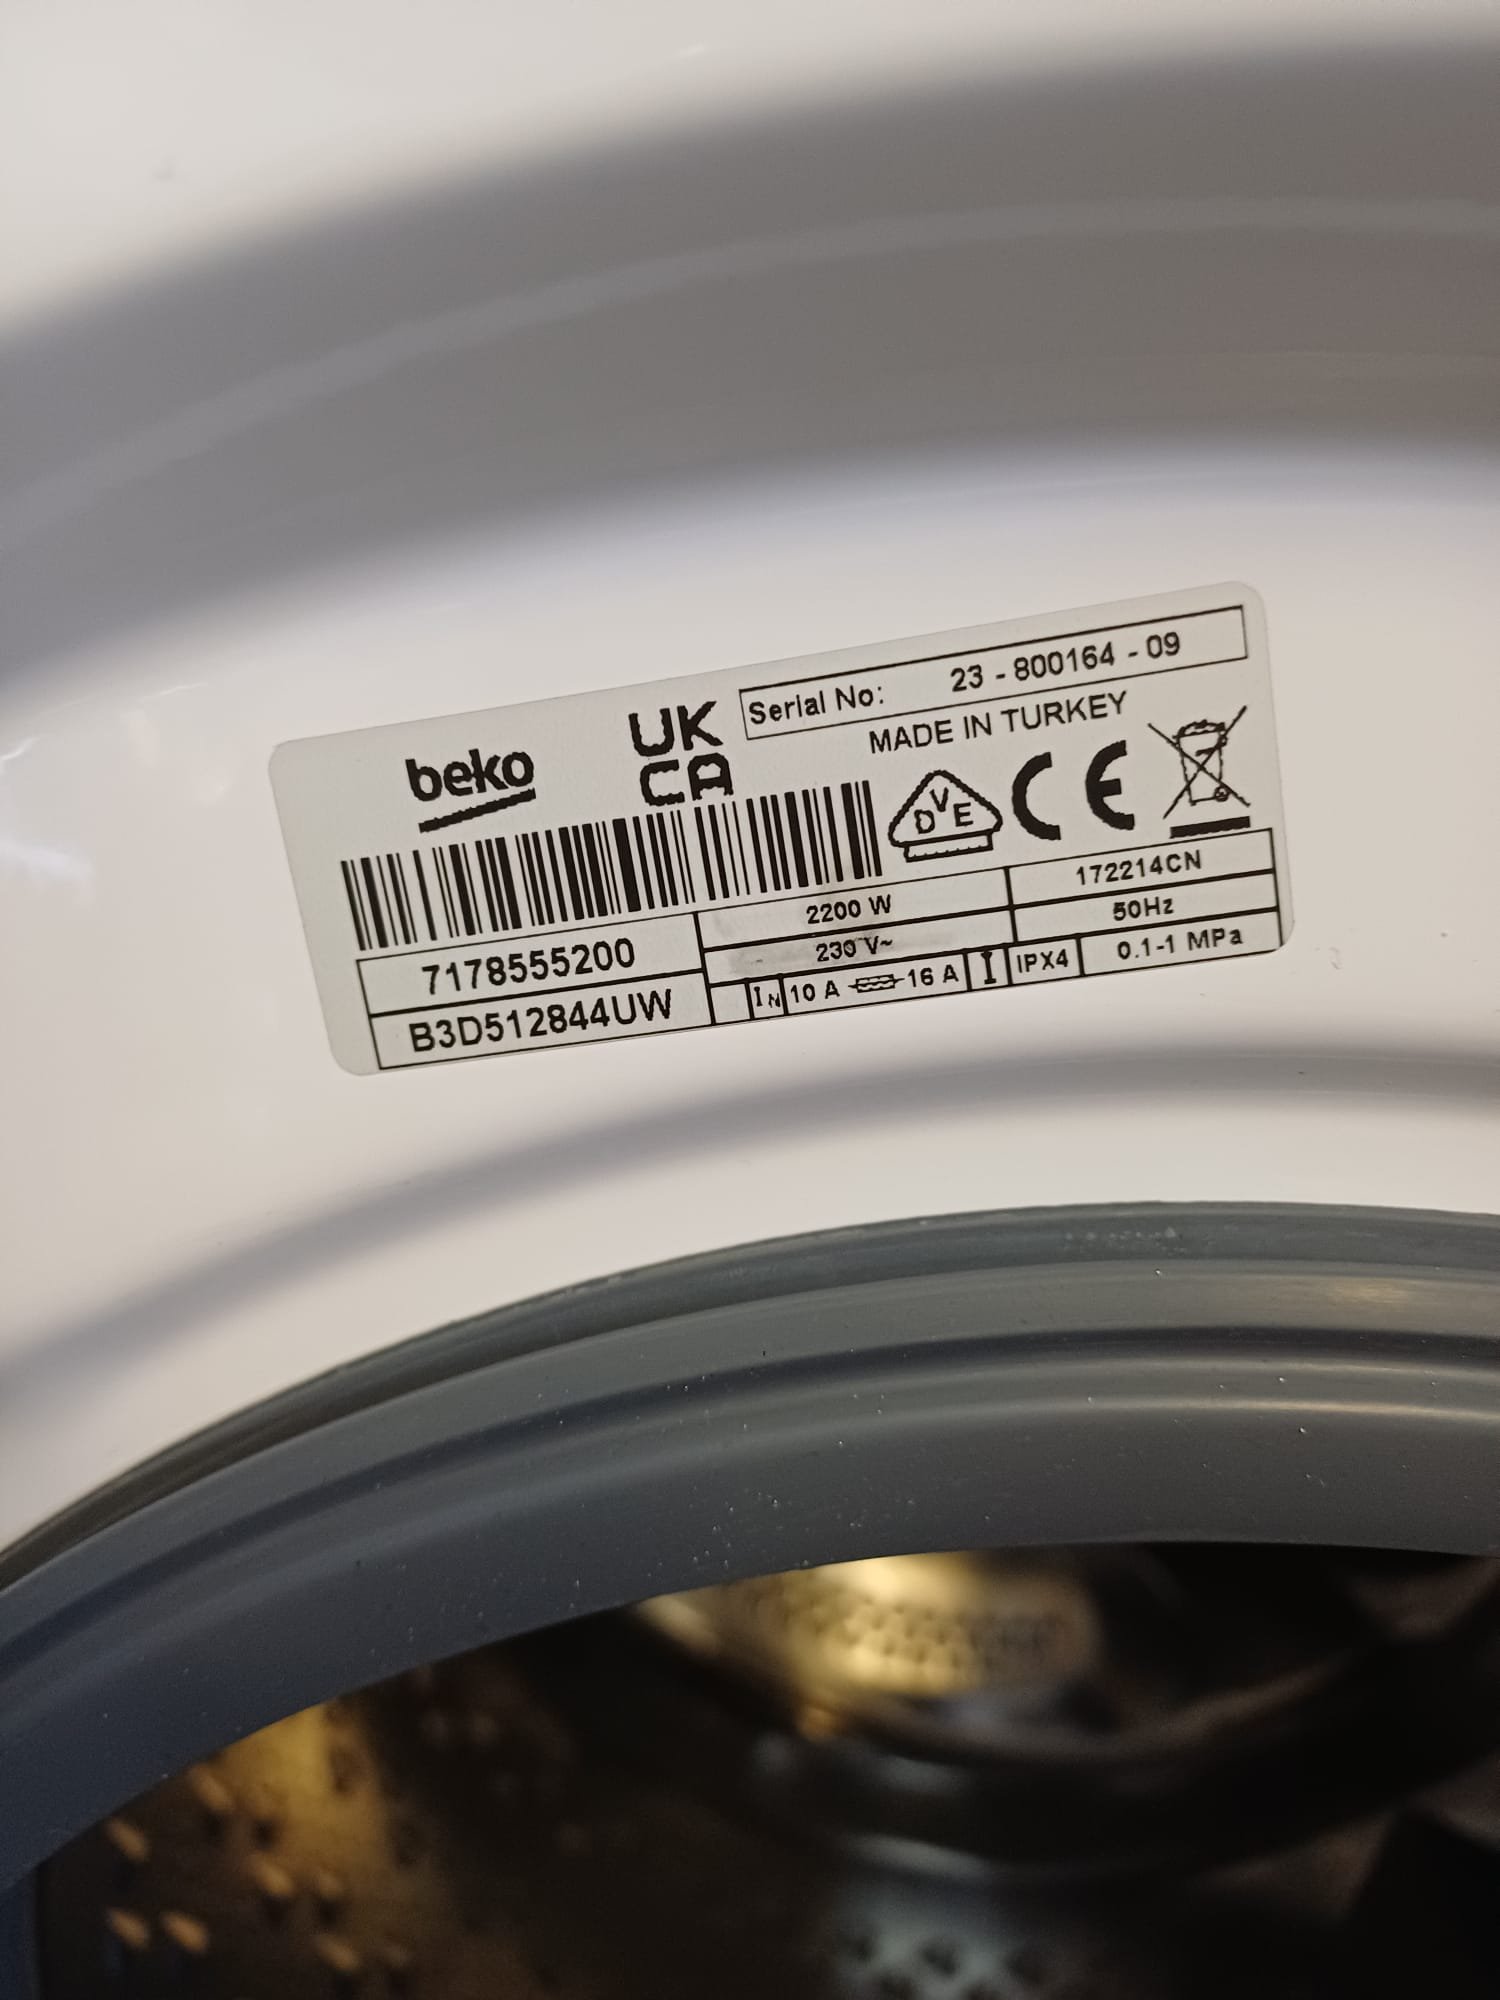 beko
UK
CA
Serial No: 23 - 800164 - 09
MADE IN TURKEY
DVE
CE
7178555200
B3D512844UW
2200 W
172214CN
230 V~
50Hz
IN 10 A 16 A
IPX4
0.1-1 MPa